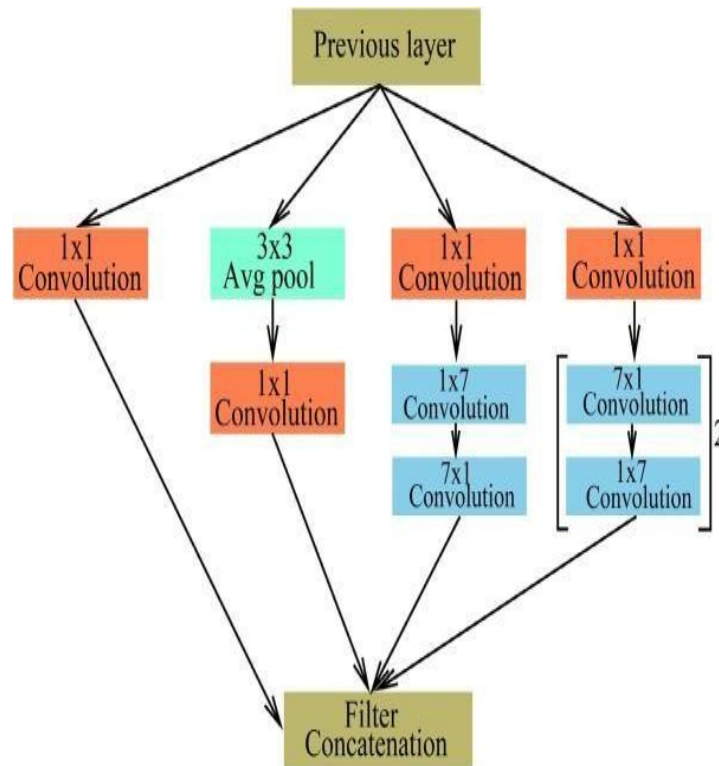 Previous layer
1x1
Convolution
3x3
Avg pool
1x1
Convolution
1x1
Convolution
1x1
Convolution
1x7
Convolution
7x1
Convolution
7x1
Convolution
1x7
Convolution
2
Filter
Concatenation